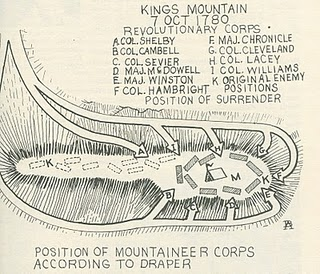 KINGS MOUNTAIN
7 OCT 1780
REVOLUTIONARY CORPS
A COL. SHELBY F. MAJ. CHRONICLE
B COL. CAMBELL G. COL. CLEVELAND
C. COL. SEVIER H COL. LACEY
D MAJ. McDOWELL I COL. WILLIAMS
E. MAJ. WINSTON K ORIGINAL ENEMY
F COL. HAMBRIGHT POSITIONS
POSITION OF SURRENDER
A I H G
K M K
B C D E
POSITION OF MOUNTAINEER CORPS
ACCORDING TO DRAPER